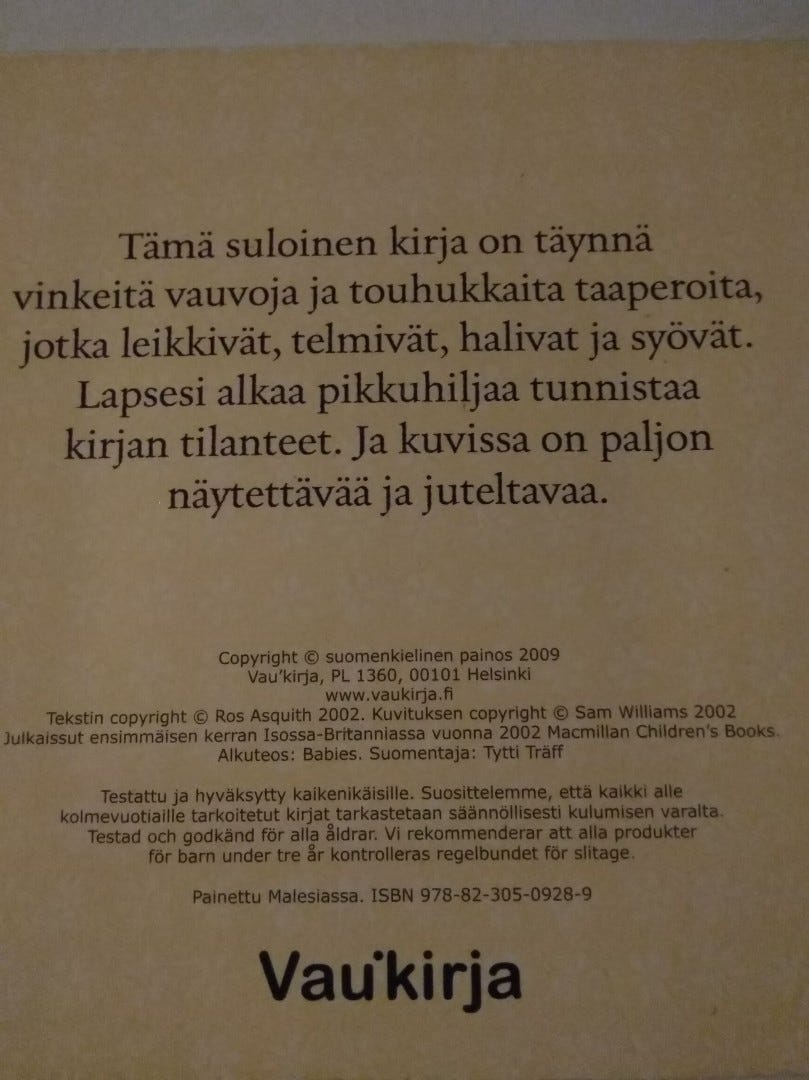 Tämä suloinen kirja on täynnä
vinkeitä vauvoja ja touhukkaita taaperoita,
jotka leikkivät, telmivät, halivat ja syövät.
Lapsesi alkaa pikkuhiljaa tunnistaa
kirjan tilanteet. Ja kuvissa on paljon
näytettävää ja juteltavaa.
Copyright © suomenkielinen painos 2009
Vau'kirja, PL 1360, 00101 Helsinki
www.vaukirja.fi
Tekstin copyright © Ros Asquith 2002. Kuvituksen copyright © Sam Williams 2002
Julkaissut ensimmäisen kerran Isossa-Britanniassa vuonna 2002 Macmillan Children's Books.
Alkuteos: Babies. Suomentaja: Tytti Träff
Testattu ja hyväksytty kaikenikäisille. Suosittelemme, että kaikki alle
kolmevuotiaille tarkoitetut kirjat tarkastetaan säännöllisesti kulumisen varalta.
Testad och godkänd för alla åldrar. Vi rekommenderar att alla produkter
för barn under tre år kontrolleras regelbundet för slitage.
Painettu Malesiassa. ISBN 978-82-305-0928-9
Vau'kirja